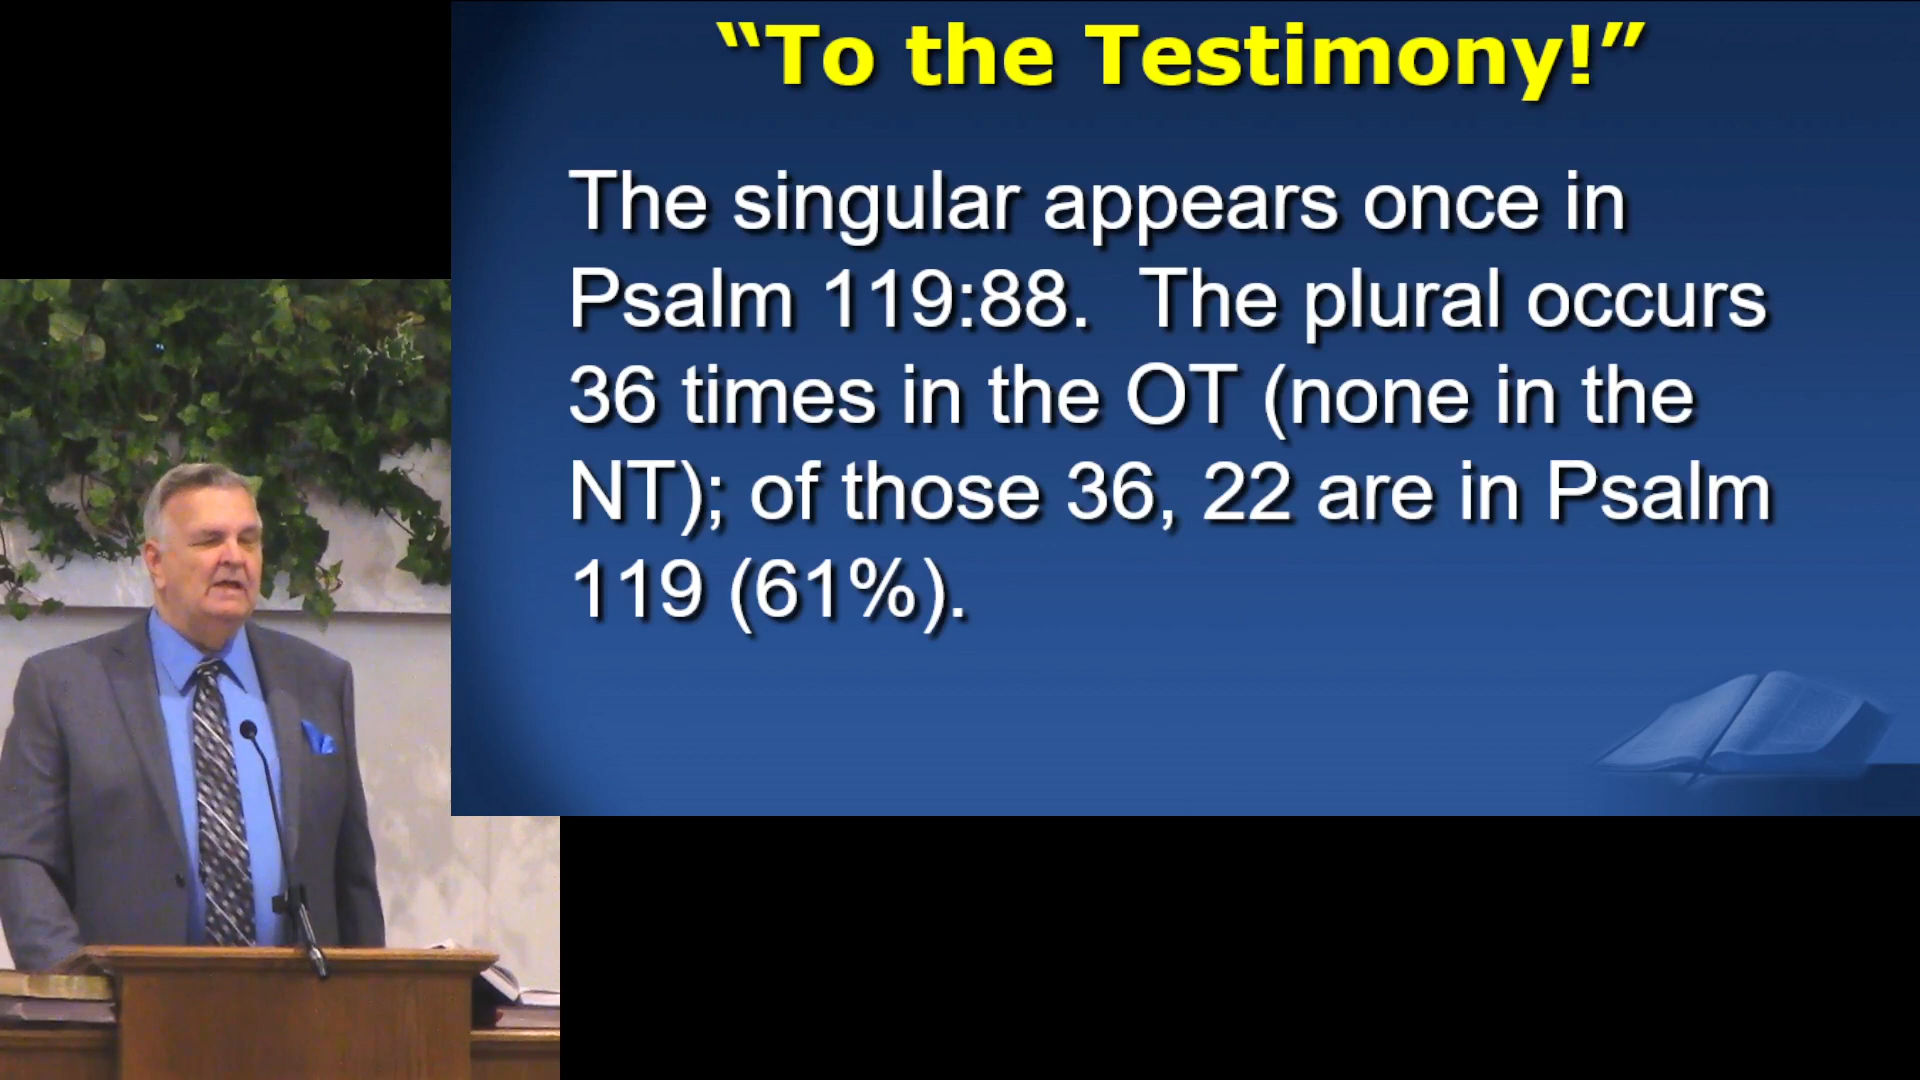 “To the Testimony!”
The singular appears once in
Psalm 119:88.  The plural occurs
36 times in the OT (none in the
NT); of those 36, 22 are in Psalm
119 (61%).